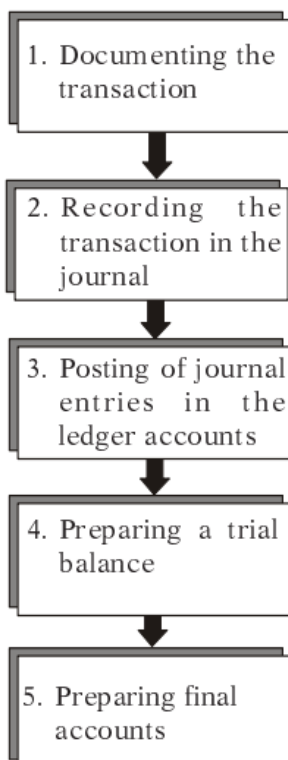 1. Documenting the
transaction
2. Recording the
transaction in the
journal
3. Posting of journal
entries in the
ledger accounts
4. Preparing a trial
balance
5. Preparing final
accounts